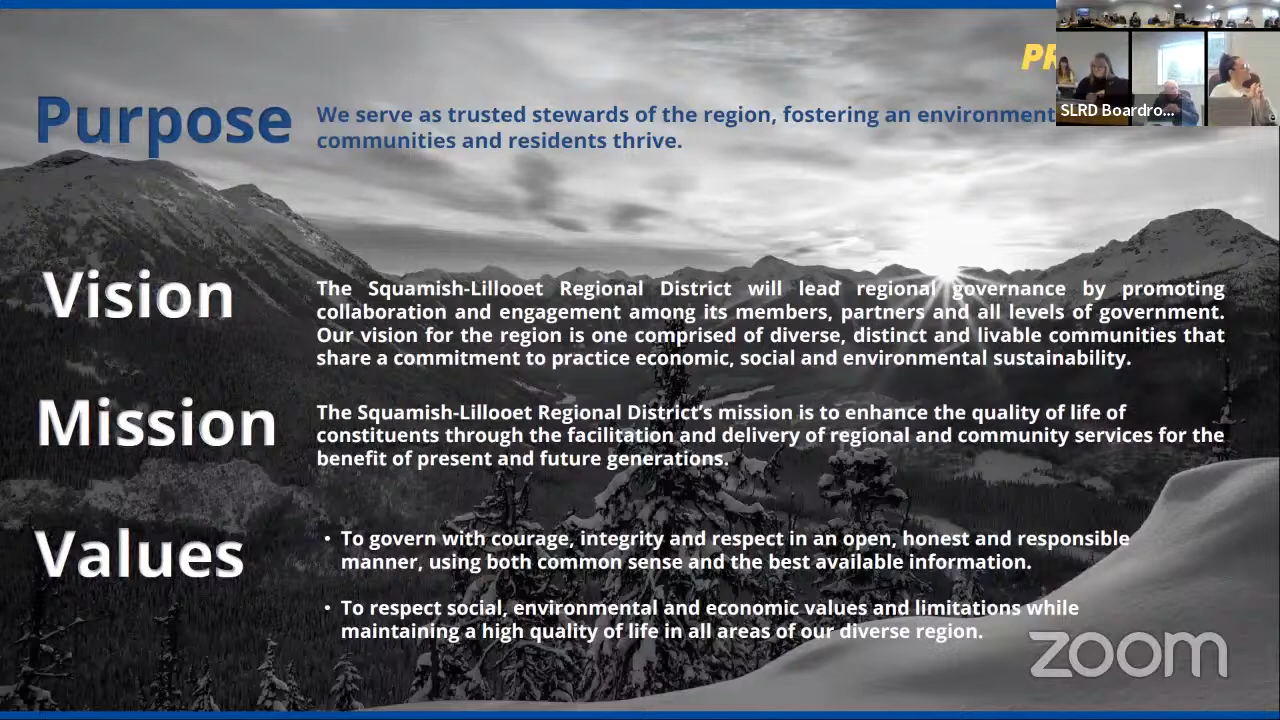 PR
Purpose
We serve as trusted stewards of the region, fostering an environment
communities and residents thrive.
SLRD Boardro...
Vision
The Squamish-Lillooet Regional District will lead regional governance by promoting
collaboration and engagement among its members, partners and all levels of government.
Our vision for the region is one comprised of diverse, distinct and livable communities that
share a commitment to practice economic, social and environmental sustainability.
Mission
The Squamish-Lillooet Regional District’s mission is to enhance the quality of life of
constituents through the facilitation and delivery of regional and community services for the
benefit of present and future generations.
Values
• To govern with courage, integrity and respect in an open, honest and responsible
manner, using both common sense and the best available information.
• To respect social, environmental and economic values and limitations while
maintaining a high quality of life in all areas of our diverse region.
zoom